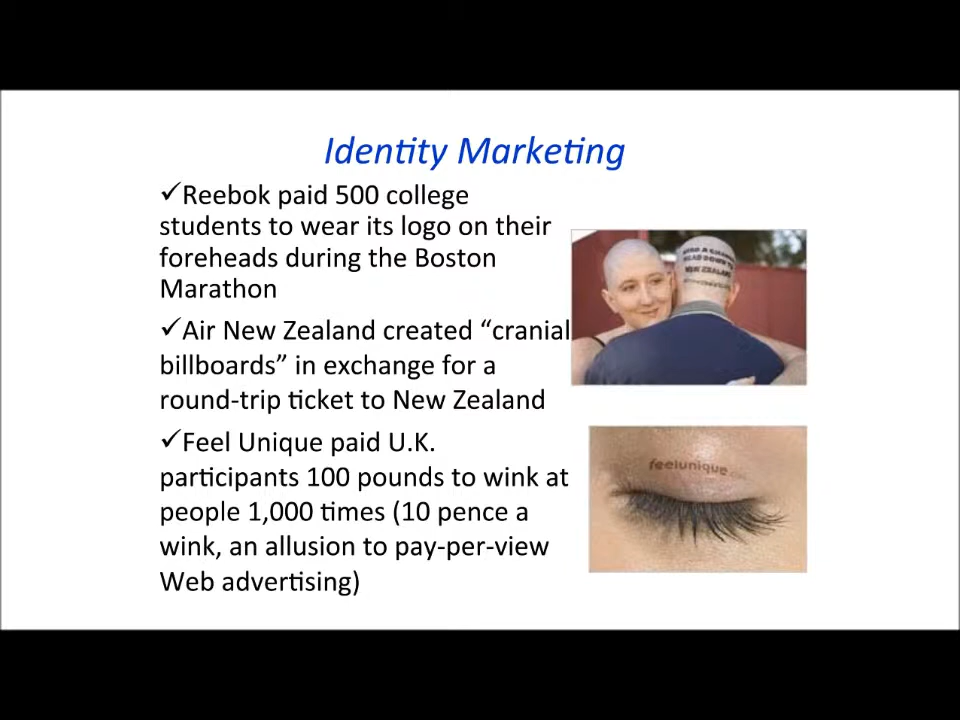 Identity Marketing
✓Reebok paid 500 college
students to wear its logo on their
foreheads during the Boston
Marathon
✓Air New Zealand created “cranial
billboards” in exchange for a
round-trip ticket to New Zealand
✓Feel Unique paid U.K.
participants 100 pounds to wink at
people 1,000 times (10 pence a
wink, an allusion to pay-per-view
Web advertising)
NEW ZEALAND
feelunique